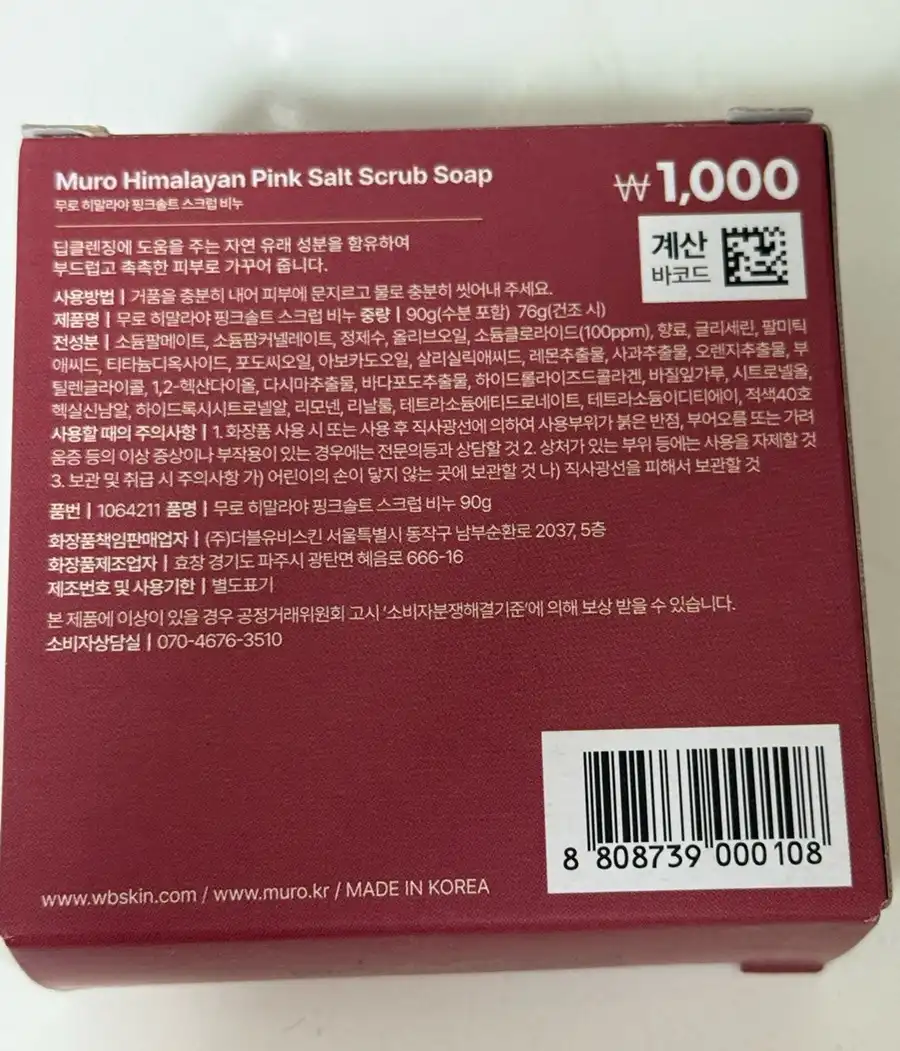 Muro Himalayan Pink Salt Scrub Soap
무로 히말라야 핑크솔트 스크럽 비누
₩1,000
계산
바코드
딥클렌징에 도움을 주는 자연 유래 성분을 함유하여
부드럽고 촉촉한 피부로 가꾸어 줍니다.
사용방법 | 거품을 충분히 내어 피부에 문지르고 물로 충분히 씻어내 주세요.
제품명 | 무로 히말라야 핑크솔트 스크럽 비누 중량 | 90g(수분 포함) 76g(건조 시)
전성분 | 소듐팔메이트, 소듐팜커넬레이트, 정제수, 올리브오일, 소듐클로라이드(100ppm), 향료, 글리세린, 팔미틱
애씨드, 티타늄디옥사이드, 포도씨오일, 아보카도오일, 살리실릭애씨드, 레몬추출물, 사과추출물, 오렌지추출물, 부
틸렌글라이콜, 1,2-헥산다이올, 다시마추출물, 바다포도추출물, 하이드롤라이즈드콜라겐, 바질잎가루, 시트로넬올,
헥실신남알, 하이드록시시트로넬알, 리모넨, 리날룰, 테트라소듐에티드로네이트, 테트라소듐이디티에이, 적색40호
사용할 때의 주의사항 | 1. 화장품 사용 시 또는 사용 후 직사광선에 의하여 사용부위가 붉은 반점, 부어오름 또는 가려
움증 등의 이상 증상이나 부작용이 있는 경우에는 전문의등과 상담할 것 2. 상처가 있는 부위 등에는 사용을 자제할 것
3. 보관 및 취급 시 주의사항 가) 어린이의 손이 닿지 않는 곳에 보관할 것 나) 직사광선을 피해서 보관할 것
품번 | 1064211 품명 | 무로 히말라야 핑크솔트 스크럽 비누 90g
화장품책임판매업자 | (주)더블유비스킨 서울특별시 동작구 남부순환로 2037, 5층
화장품제조업자 | 효창 경기도 파주시 광탄면 혜음로 666-16
제조번호 및 사용기한 | 별도표기
본 제품에 이상이 있을 경우 공정거래위원회 고시 '소비자분쟁해결기준'에 의해 보상 받을 수 있습니다.
소비자상담실 | 070-4676-3510
8 808739 000108
www.wbskin.com / www.muro.kr / MADE IN KOREA